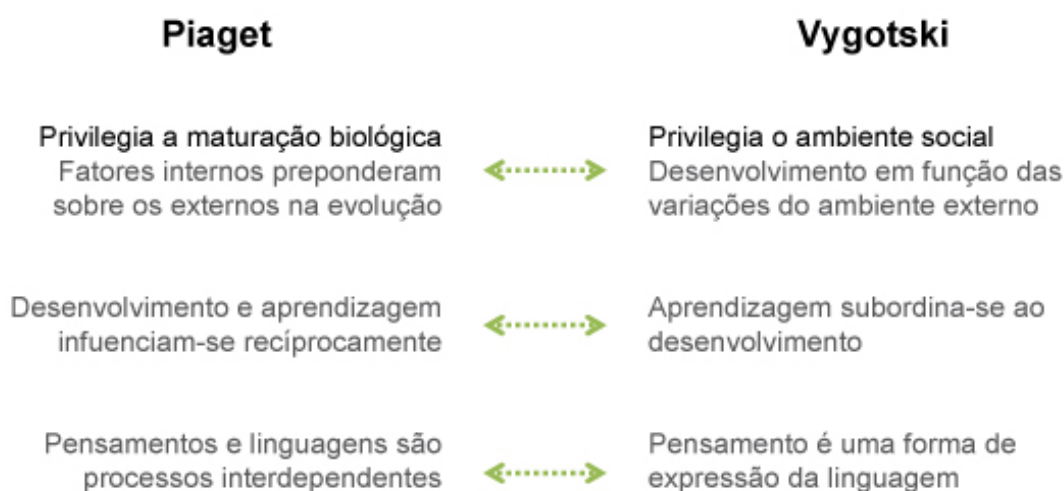 Piaget
Vygotski
Privilegia a maturação biológica
Fatores internos preponderam
sobre os externos na evolução
Privilegia o ambiente social
Desenvolvimento em função das
variações do ambiente externo
Desenvolvimento e aprendizagem
infuenciam-se recíprocamente
Aprendizagem subordina-se ao
desenvolvimento
Pensamentos e linguagens são
processos interdependentes
Pensamento é uma forma de
expressão da linguagem